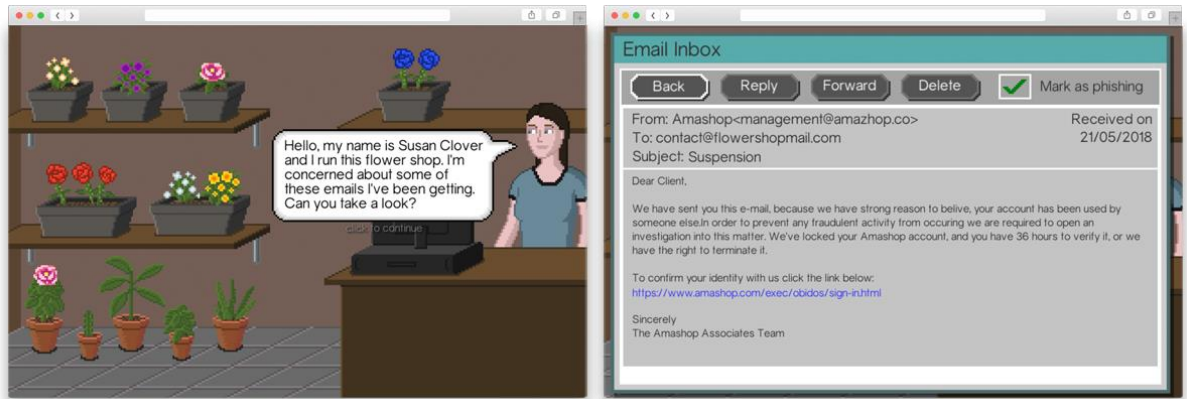 Hello, my name is Susan Clover
and I run this flower shop. I'm
concerned about some of
these emails I've been getting.
Can you take a look?
click to continue
Email Inbox
Back
Reply
Forward
Delete
Mark as phishing
From: Amashop<management@amazhop.co>
Received on
To: contact@flowershopmail.com
21/05/2018
Subject: Suspension
Dear Client,
We have sent you this e-mail, because we have strong reason to belive, your account has been used by
someone else.In order to prevent any fraudulent activity from occuring we are required to open an
investigation into this matter. We've locked your Amashop account, and you have 36 hours to verify it, or we
have the right to terminate it.
To confirm your identity with us click the link below:
https://www.amashop.com/exec/obidos/sign-in.html
Sincerely
The Amashop Associates Team